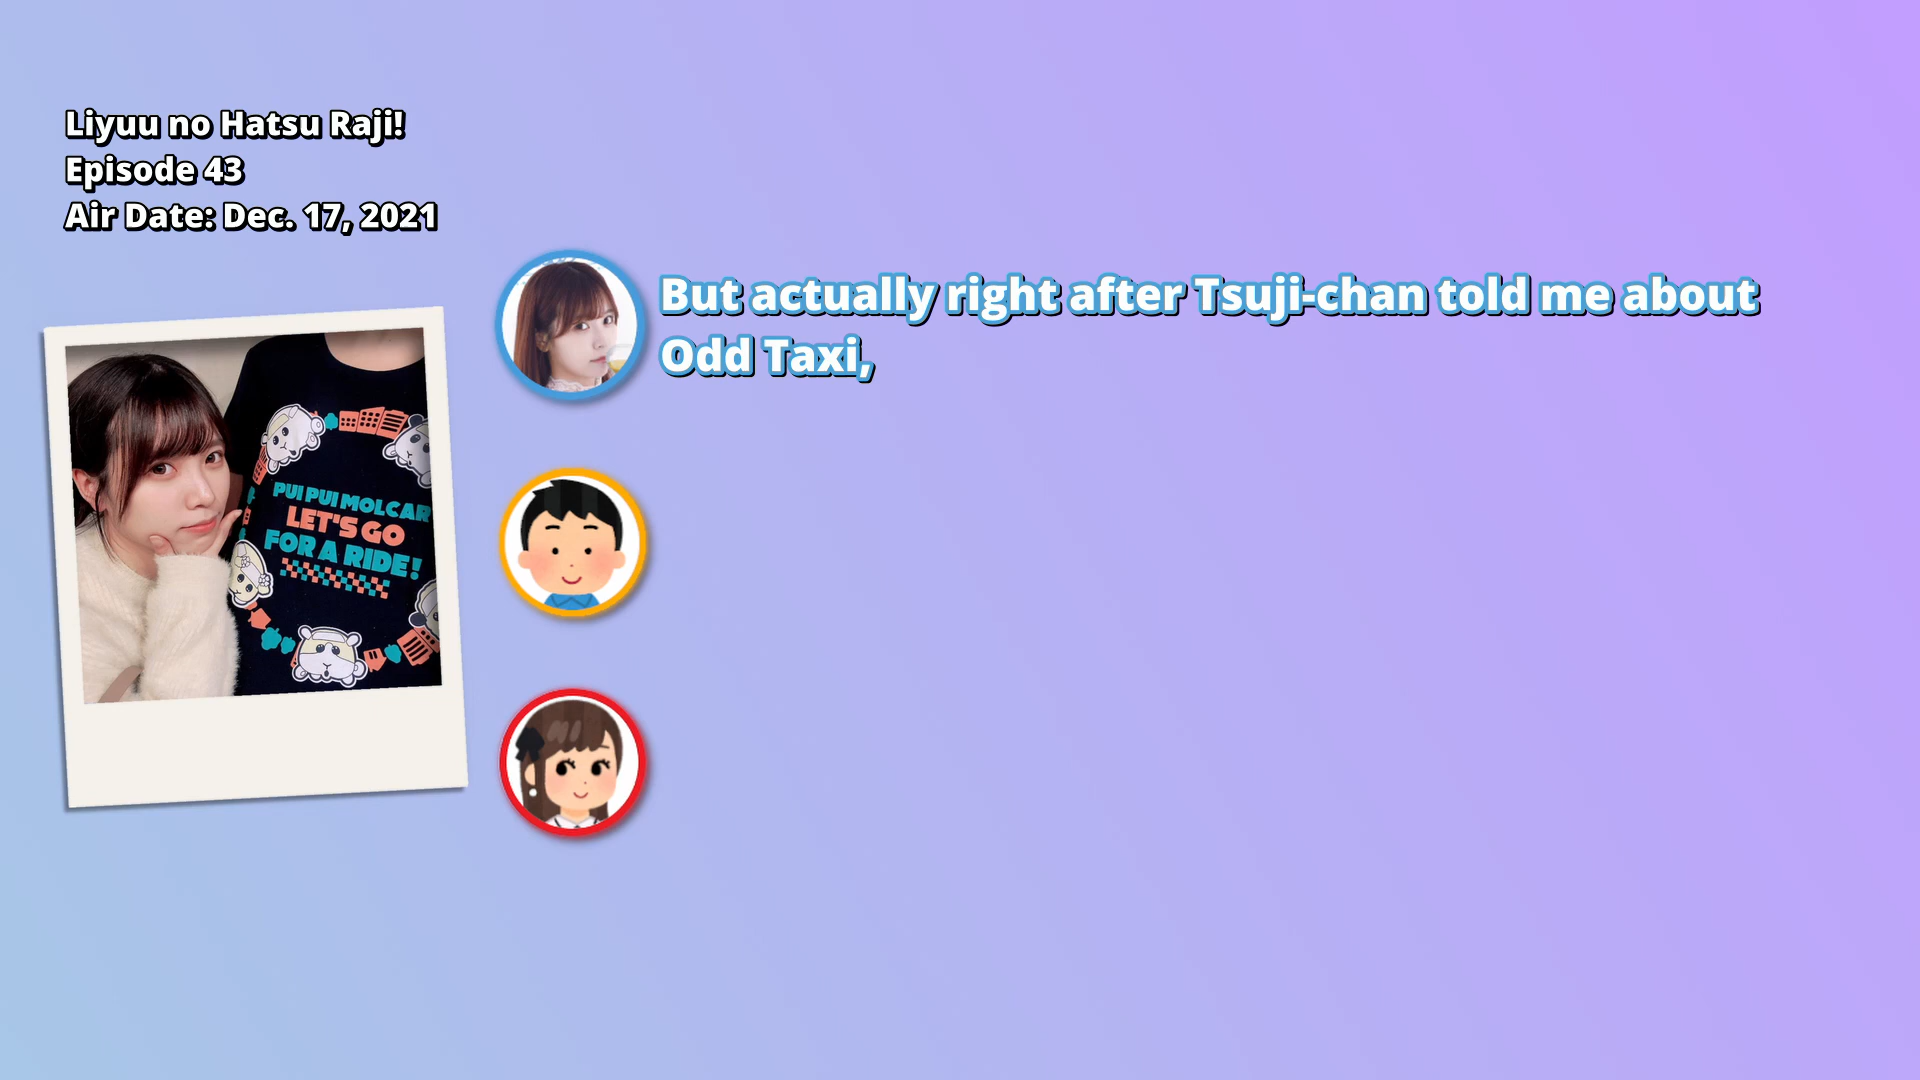 Liyuu no Hatsu Raji!
Episode 43
Air Date: Dec. 17, 2021
But actually right after Tsuji-chan told me about
Odd Taxi,
PUI PUI MOLCAR
LET'S GO
FOR A RIDE!